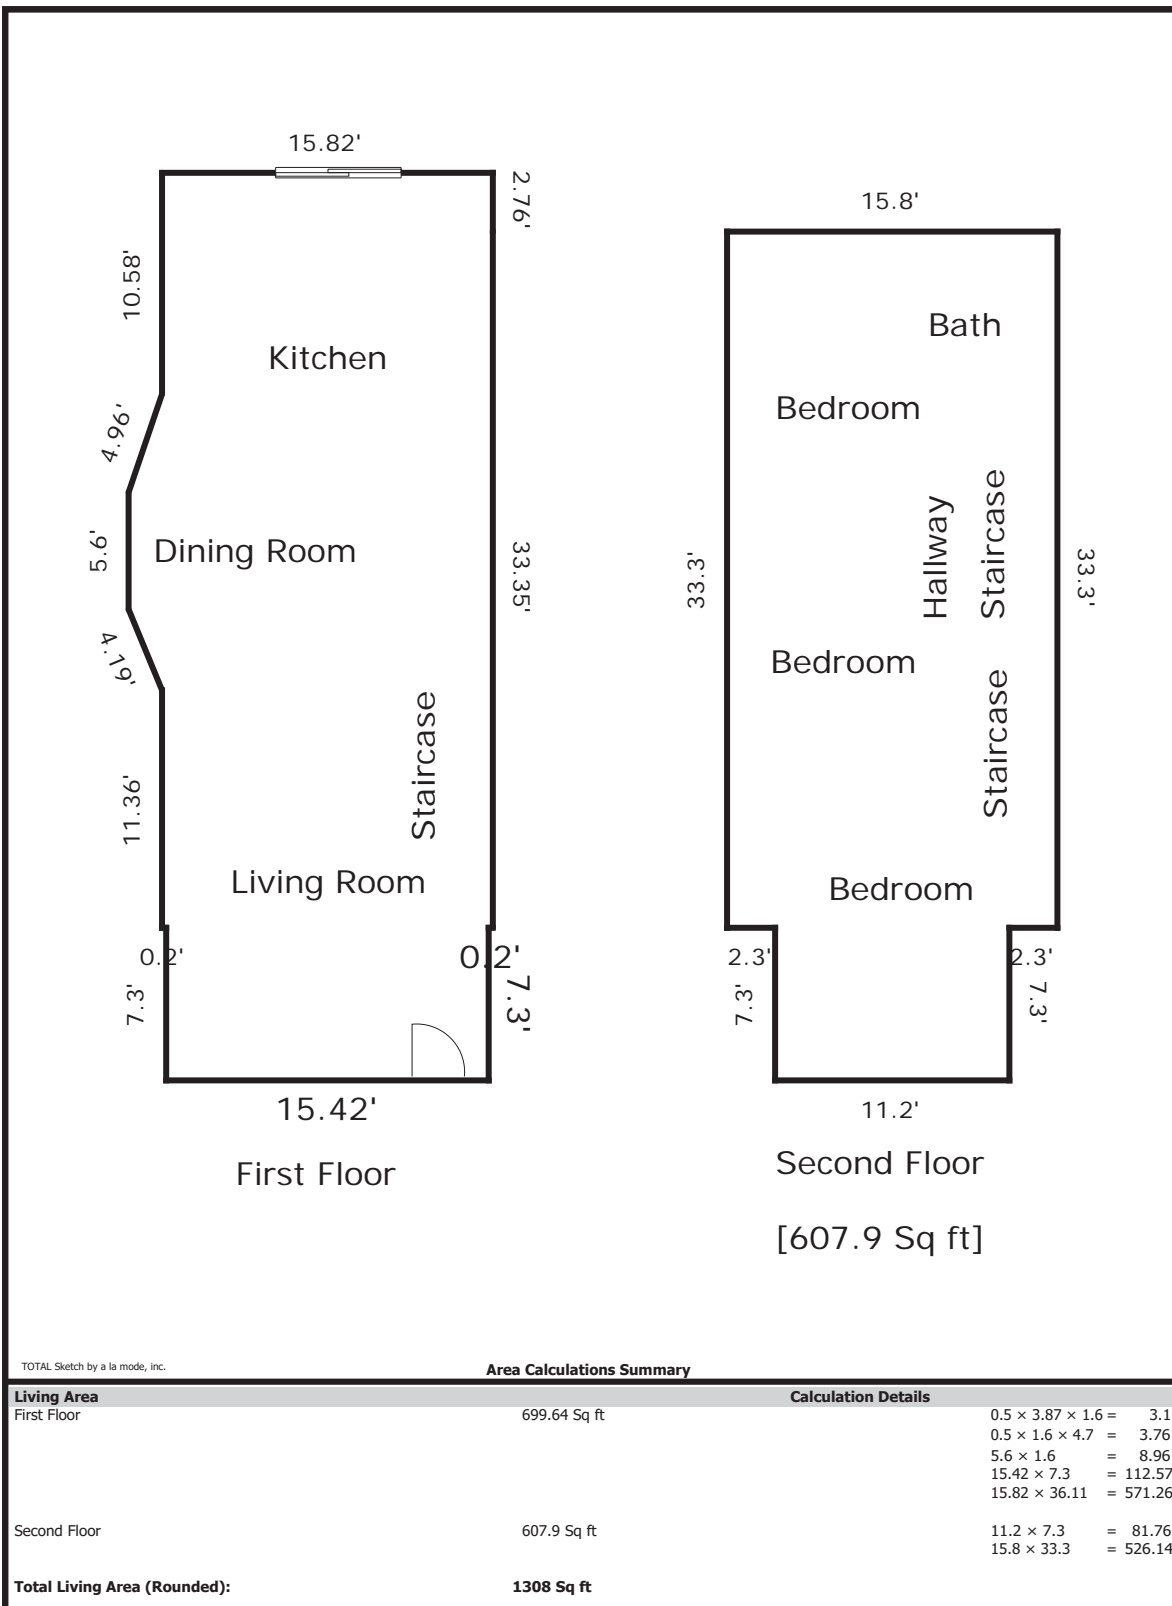 15.82'
2.76'
15.8'
10.58'
Kitchen
Bath
Bedroom
4.96'
5.6'
Dining Room
33.35'
33.3'
Hallway
Staircase
33.3'
4.19'
Bedroom
Staircase
Staircase
11.36'
Living Room
Bedroom
0.2'
0.2'
2.3'
2.3'
7.3'
7.3'
7.3'
7.3'
15.42'
11.2'
First Floor
Second Floor
[607.9 Sq ft]
TOTAL Sketch by a la mode, inc.
Area Calculations Summary
Living Area Calculation Details
First Floor 699.64 Sq ft 0.5 × 3.87 × 1.6 = 3.1
0.5 × 1.6 × 4.7 = 3.76
5.6 × 1.6 = 8.96
15.42 × 7.3 = 112.57
15.82 × 36.11 = 571.26
Second Floor 607.9 Sq ft 11.2 × 7.3 = 81.76
15.8 × 33.3 = 526.14
Total Living Area (Rounded): 1308 Sq ft